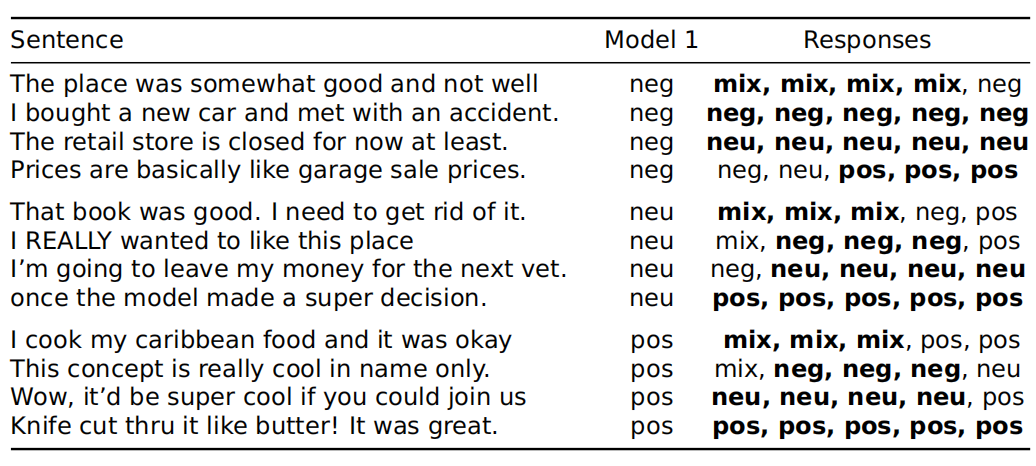 Sentence Model 1 Responses
The place was somewhat good and not well neg mix, mix, mix, mix, neg
I bought a new car and met with an accident. neg neg, neg, neg, neg, neg
The retail store is closed for now at least. neg neu, neu, neu, neu, neu
Prices are basically like garage sale prices. neg neg, neu, pos, pos, pos
That book was good. I need to get rid of it. neu mix, mix, mix, neg, pos
I REALLY wanted to like this place neu mix, neg, neg, neg, pos
I’m going to leave my money for the next vet. neu neg, neu, neu, neu, neu
once the model made a super decision. neu pos, pos, pos, pos, pos
I cook my caribbean food and it was okay pos mix, mix, mix, pos, pos
This concept is really cool in name only. pos mix, neg, neg, neg, neu
Wow, it’d be super cool if you could join us pos neu, neu, neu, neu, pos
Knife cut thru it like butter! It was great. pos pos, pos, pos, pos, pos